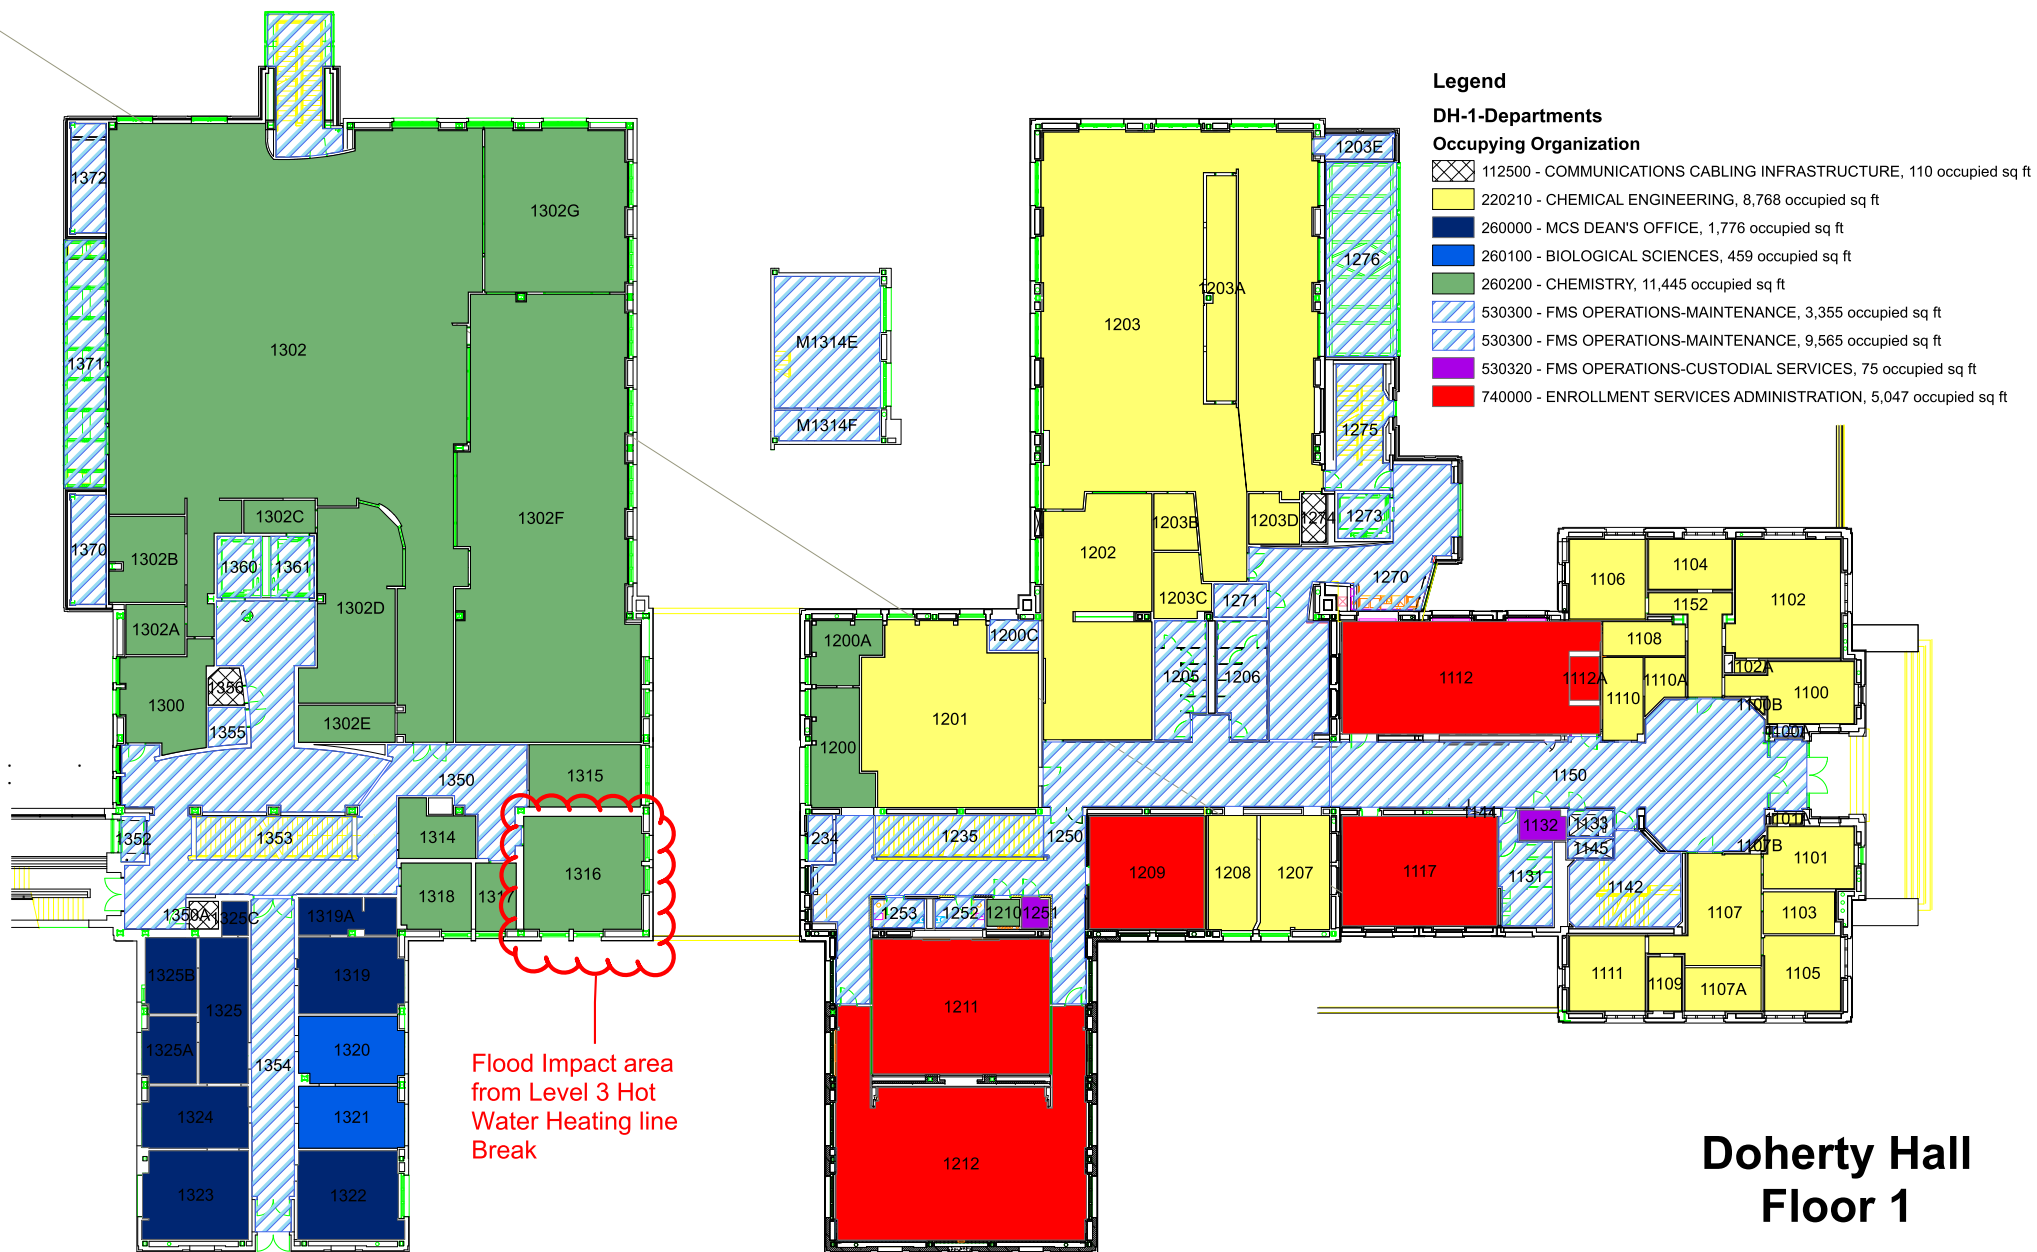 Legend
DH-1-Departments
Occupying Organization
112500 - COMMUNICATIONS CABLING INFRASTRUCTURE, 110 occupied sq ft
220210 - CHEMICAL ENGINEERING, 8,768 occupied sq ft
260000 - MCS DEAN'S OFFICE, 1,776 occupied sq ft
260100 - BIOLOGICAL SCIENCES, 459 occupied sq ft
260200 - CHEMISTRY, 11,445 occupied sq ft
530300 - FMS OPERATIONS-MAINTENANCE, 3,355 occupied sq ft
530300 - FMS OPERATIONS-MAINTENANCE, 9,565 occupied sq ft
530320 - FMS OPERATIONS-CUSTODIAL SERVICES, 75 occupied sq ft
740000 - ENROLLMENT SERVICES ADMINISTRATION, 5,047 occupied sq ft
1372
1302G
1371
1302
1302F
1302C
1370
1302B
1360
1361
1302D
1302A
1356
1300
1355
1302E
1350
1315
1352
1353
1314
1316
1318
1317
1350A
1325C
1319A
1325B
1319
1325
1325A
1320
1354
1324
1321
1323
1322
M1314E
M1314F
1203E
1276
1203A
1203
1275
1203B
1203D
1274
1273
1202
1270
1203C
1271
1200A
1200C
1205
1206
1201
1200
1234
1235
1250
1209
1208
1207
1253
1252
1210
1251
1211
1212
1106
1104
1102
1152
1108
1112
1112A
1110A
1110
1102A
1100
1100B
1100A
1150
1144
1132
1133
1145
1101A
1107B
1101
1117
1131
1142
1107
1103
1111
1109
1107A
1105
Flood Impact area
from Level 3 Hot
Water Heating line
Break
Doherty Hall
Floor 1